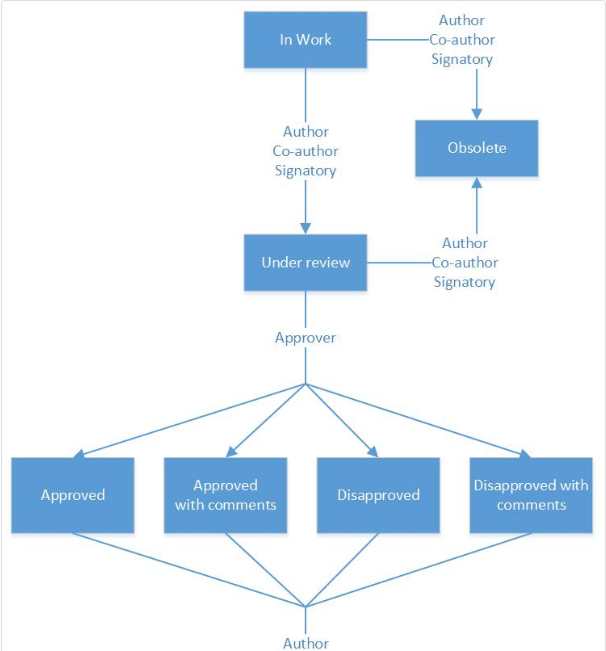 In Work
Author
Co-author
Signatory
Obsolete
Author
Co-author
Signatory
Under review
Author
Co-author
Signatory
Approver
Approved
Approved
with comments
Disapproved
Disapproved with
comments
Author